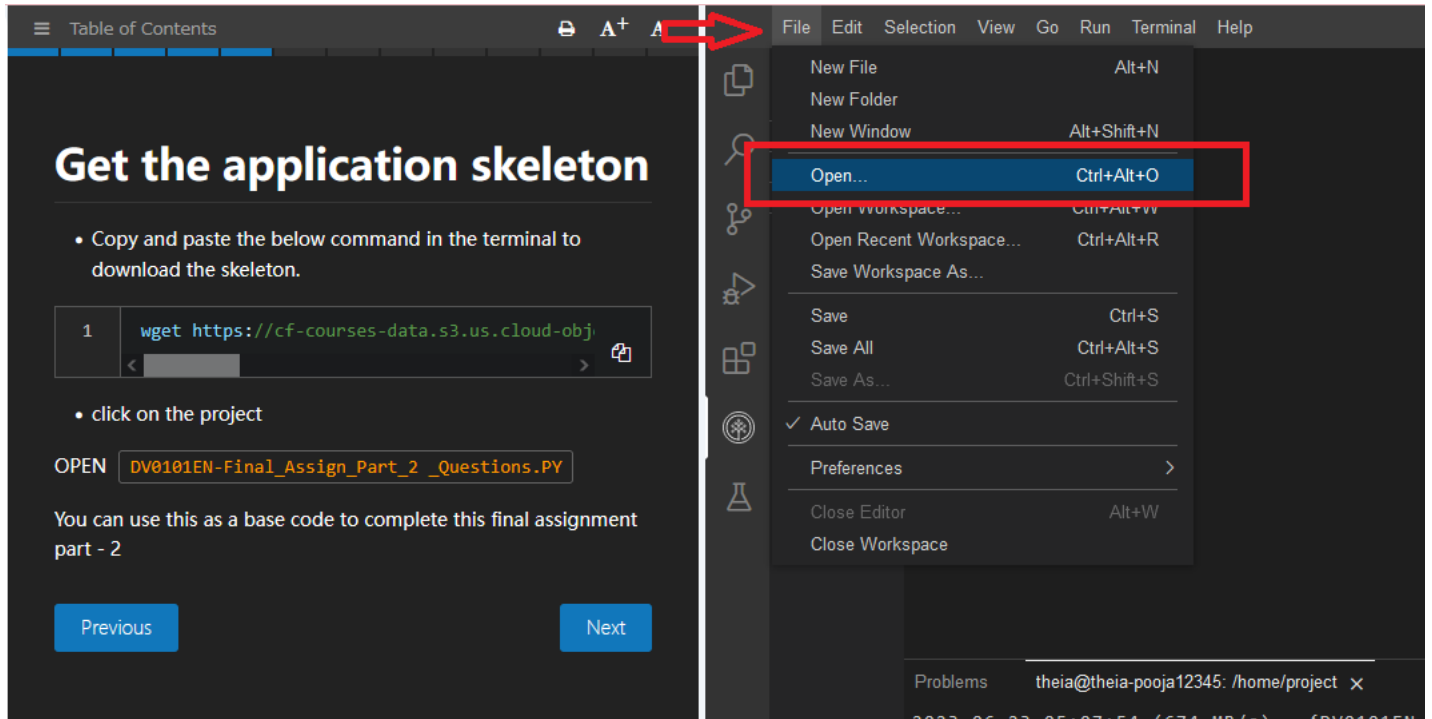 Table of Contents
A+
A
Get the application skeleton
• Copy and paste the below command in the terminal to
download the skeleton.
1 wget https://cf-courses-data.s3.us.cloud-obj
• click on the project
OPEN DV0101EN-Final_Assign_Part_2 _Questions.PY
You can use this as a base code to complete this final assignment
part - 2
Previous
Next
File Edit Selection View Go Run Terminal Help
New File Alt+N
New Folder
New Window Alt+Shift+N
Open... Ctrl+Alt+O
Open Workspace... Ctrl+Alt+W
Open Recent Workspace... Ctrl+Alt+R
Save Workspace As...
Save Ctrl+S
Save All Ctrl+Alt+S
Save As... Ctrl+Shift+S
Auto Save
Preferences
Close Editor Alt+W
Close Workspace
Problems theia@theia-pooja12345: /home/project